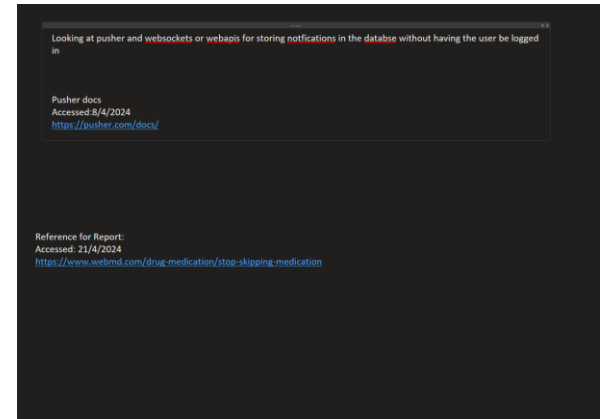 Looking at pusher and websockets or webapis for storing notfications in the databse without having the user be logged
in
Pusher docs
Accessed:8/4/2024
https://pusher.com/docs/
Reference for Report:
Accessed: 21/4/2024
https://www.webmd.com/drug-medication/stop-skipping-medication